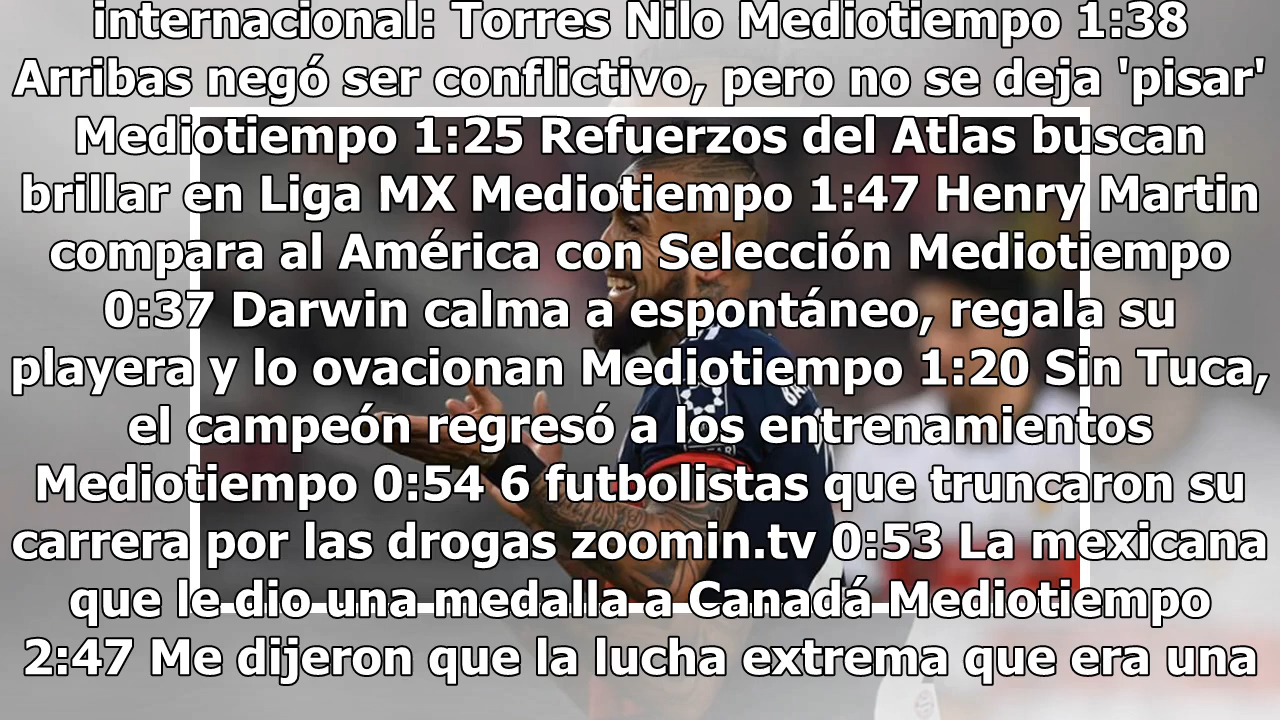 internacional: Torres Nilo Mediotiempo 1:38
Arribas negó ser conflictivo, pero no se deja 'pisar'
Mediotiempo 1:25 Refuerzos del Atlas buscan
brillar en Liga MX Mediotiempo 1:47 Henry Martin
compara al América con Selección Mediotiempo
0:37 Darwin calma a espontáneo, regala su
playera y lo ovacionan Mediotiempo 1:20 Sin Tuca,
el campeón regresó a los entrenamientos
Mediotiempo 0:54 6 futbolistas que truncaron su
carrera por las drogas zoomin.tv 0:53 La mexicana
que le dio una medalla a Canadá Mediotiempo
2:47 Me dijeron que la lucha extrema que era una